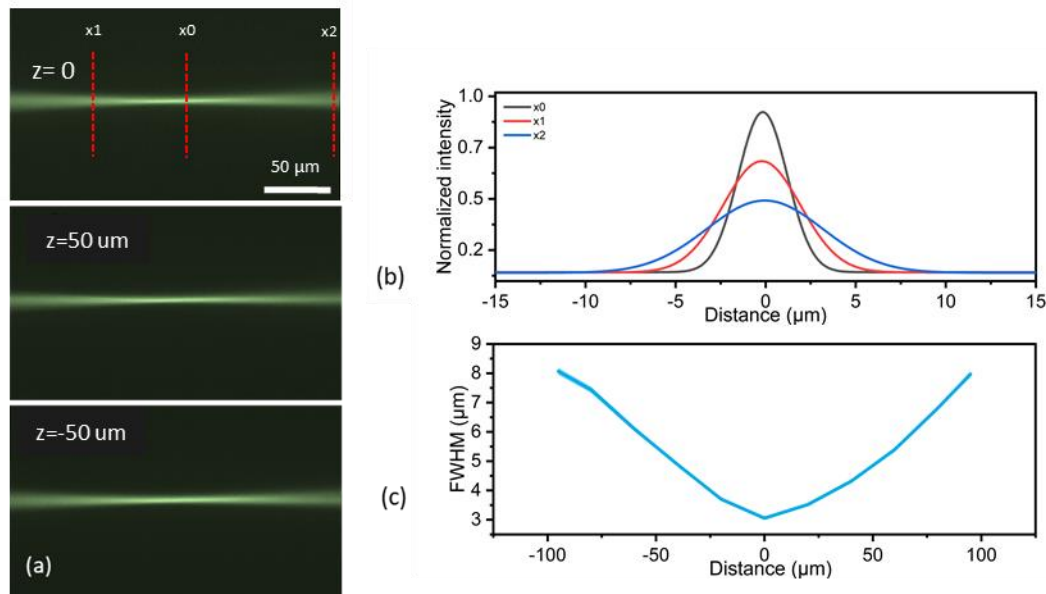 x1 x0 x2
z= 0
50 µm
z=50 um
z=-50 um
(a)
(b)
Normalized intensity
1.0
0.7
0.5
0.2
x0
x1
x2
-15 -10 -5 0 5 10 15
Distance (µm)
(c)
FWHM (µm)
9
8
7
6
5
4
3
-100 -50 0 50 100
Distance (µm)